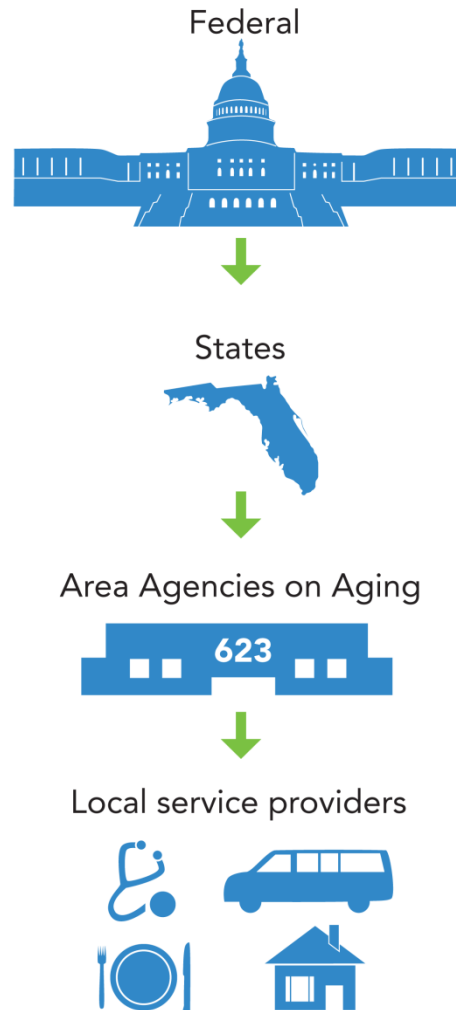 Federal
States
Area Agencies on Aging
623
Local service providers